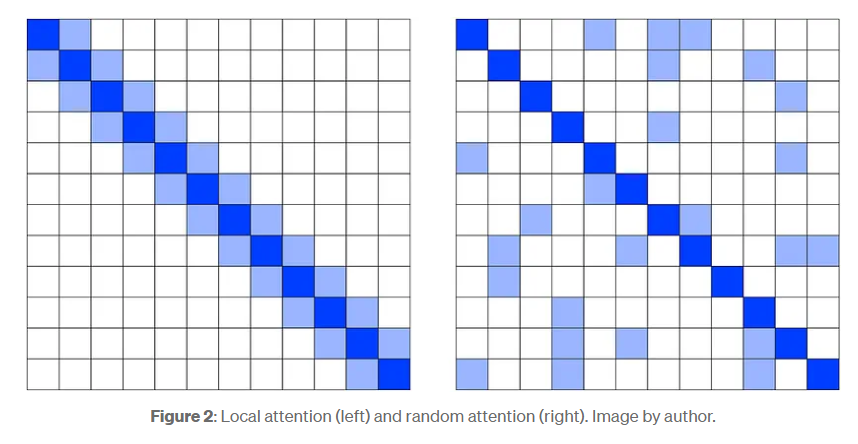 Figure 2: Local attention (left) and random attention (right). Image by author.